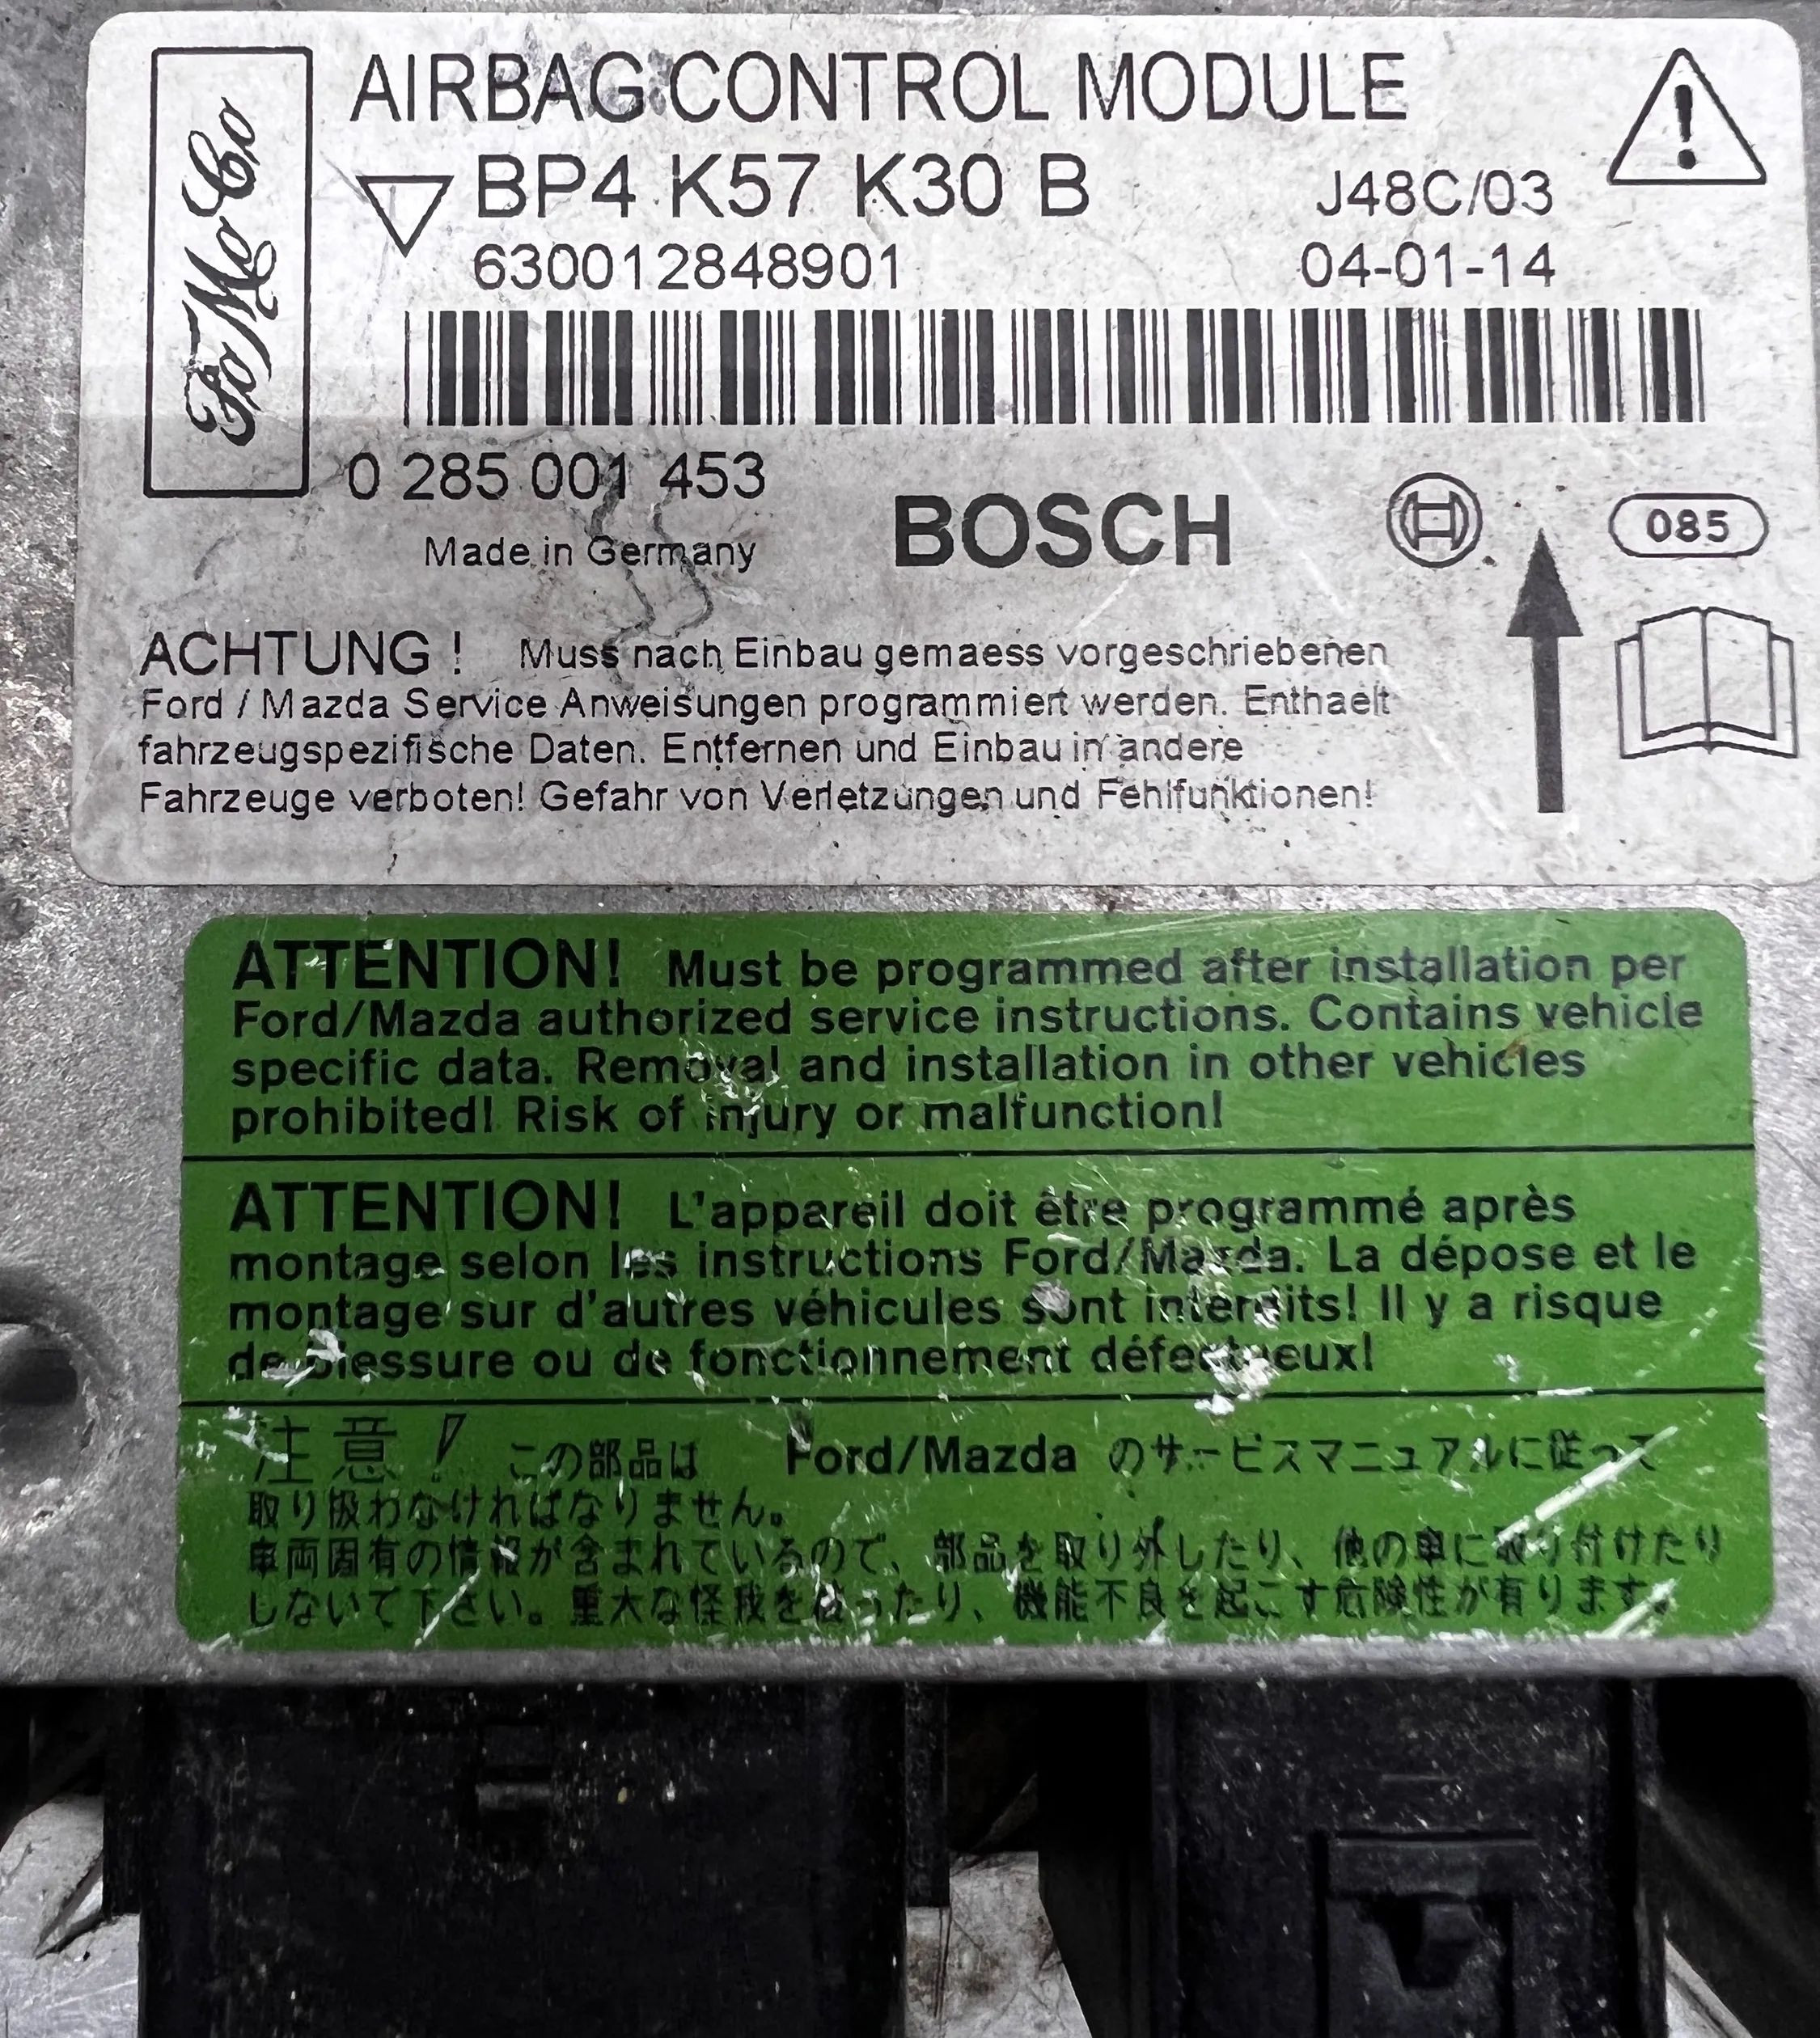 FoMoCo
AIRBAG CONTROL MODULE
BP4 K57 K30 B J48C/03
630012848901 04-01-14
0 285 001 453
Made in Germany BOSCH 085
ACHTUNG ! Muss nach Einbau gemaess vorgeschriebenen
Ford / Mazda Service Anweisungen programmiert werden. Enthaelt
fahrzeugspezifische Daten. Entfernen und Einbau in andere
Fahrzeuge verboten! Gefahr von Verletzungen und Fehlfunktionen!
ATTENTION! Must be programmed after installation per
Ford/Mazda authorized service instructions. Contains vehicle
specific data. Removal and installation in other vehicles
prohibited! Risk of injury or malfunction!
ATTENTION! L'appareil doit être programmé après
montage selon les instructions Ford/Mazda. La dépose et le
montage sur d'autres véhicules sont interdits! Il y a risque
de blessure ou de fonctionnement défectueux!
注意! この部品は Ford/Mazda のサービスマニュアルに従って
取り扱わなければなりません。
車両固有の情報が含まれているので、部品を取り外したり、他の車に取り付けたり
しないで下さい。重大な怪我を負ったり、機能不良を起こす危険性が有ります。